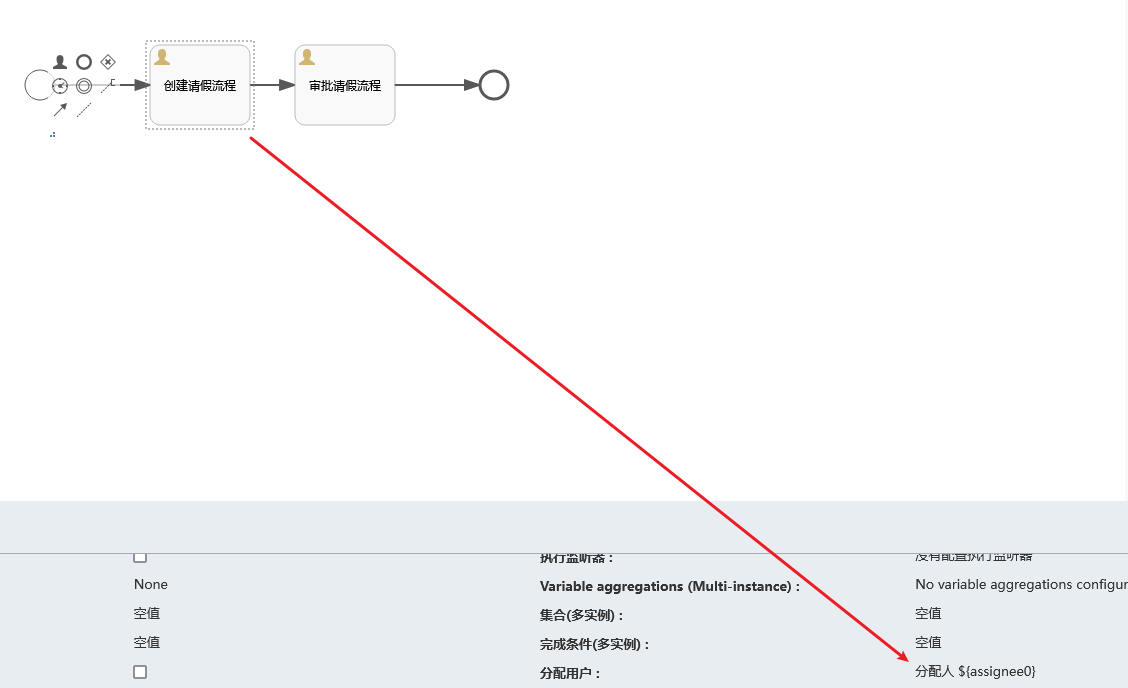 创建请假流程
审批请假流程
执行监听器：
没有配置执行监听器
None
Variable aggregations (Multi-instance)：
No variable aggregations configur
空值
集合(多实例)：
空值
空值
完成条件(多实例)：
空值
分配用户：
分配人 ${assignee0}